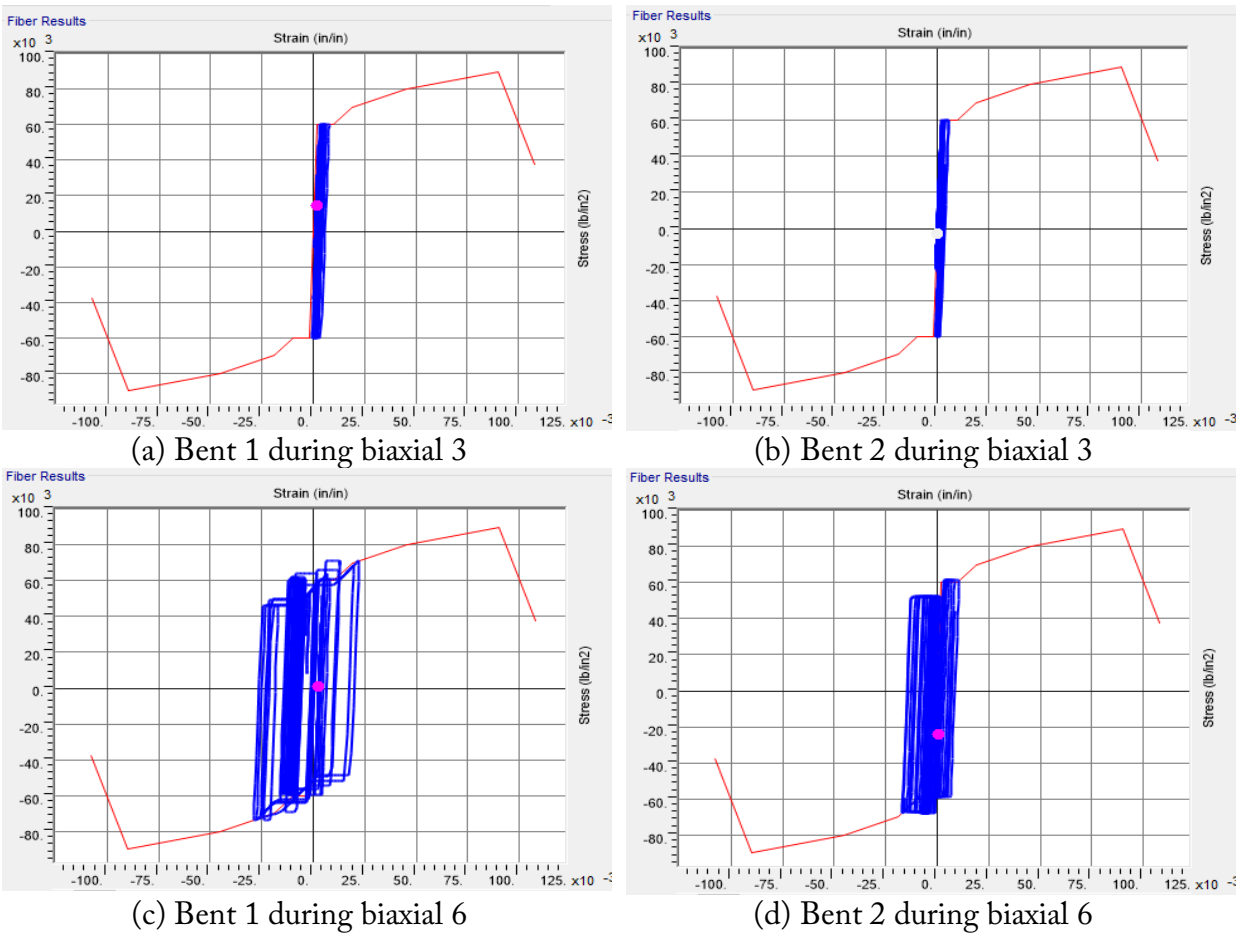 Fiber Results
x10 3
Strain (in/in)
100.
80.
60.
40.
20.
0.
-20.
-40.
-60.
-80.
Stress (lb/in2)
-100. -75. -50. -25. 0. 25. 50. 75. 100. 125. x10 -3
(a) Bent 1 during biaxial 3
Fiber Results
x10 3
Strain (in/in)
100.
80.
60.
40.
20.
0.
-20.
-40.
-60.
-80.
Stress (lb/in2)
-100. -75. -50. -25. 0. 25. 50. 75. 100. 125. x10 -3
(b) Bent 2 during biaxial 3
Fiber Results
x10 3
Strain (in/in)
100.
80.
60.
40.
20.
0.
-20.
-40.
-60.
-80.
Stress (lb/in2)
-100. -75. -50. -25. 0. 25. 50. 75. 100. 125. x10 -3
(c) Bent 1 during biaxial 6
Fiber Results
x10 3
Strain (in/in)
100.
80.
60.
40.
20.
0.
-20.
-40.
-60.
-80.
Stress (lb/in2)
-100. -75. -50. -25. 0. 25. 50. 75. 100. 125. x10 -3
(d) Bent 2 during biaxial 6